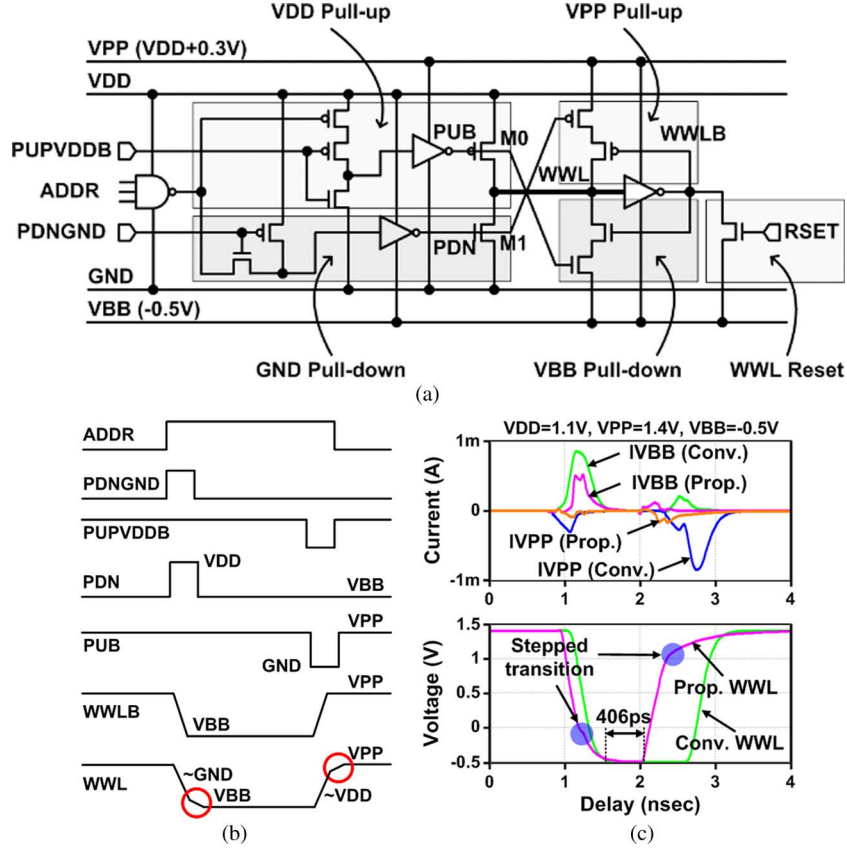 VDD Pull-up
VPP Pull-up
VPP (VDD+0.3V)
VDD
PUB
M0
WWLB
PUPVDDB
WWL
ADDR
PDNGND
PDN
M1
RSET
GND
VBB (-0.5V)
GND Pull-down
VBB Pull-down
WWL Reset
(a)
ADDR
PDNGND
PUPVDDB
PDN
VDD
VBB
PUB
VPP
GND
WWLB
VBB
VPP
WWL
~GND
VBB
VPP
~VDD
(b)
VDD=1.1V, VPP=1.4V, VBB=-0.5V
1m
IVBB (Conv.)
IVBB (Prop.)
Current (A)
0
IVPP (Prop.)
IVPP (Conv.)
-1m
0 1 2 3 4
1.5
Stepped
transition
1
Voltage (V)
0.5
406ps
Prop. WWL
0
Conv. WWL
-0.5
0 1 2 3 4
Delay (nsec)
(c)